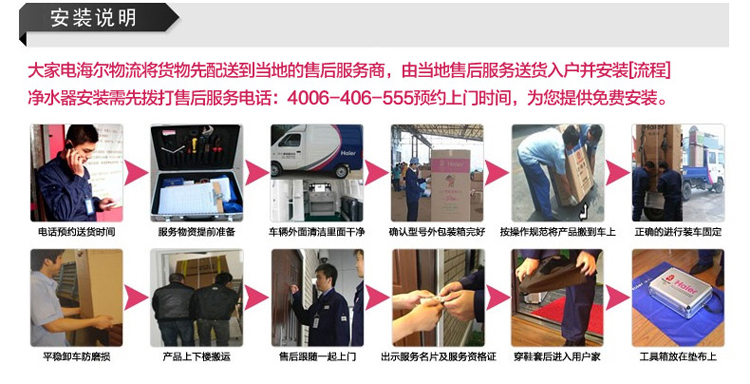 安装说明
大家电海尔物流将货物先配送到当地的售后服务商，由当地售后服务送货入户并安装[流程]
净水器安装需先拨打售后服务电话：4006-406-555预约上门时间，为您提供免费安装。
Haier
Haier
电话预约送货时间
服务物资提前准备
车辆外面清洁里面干净
确认型号外包装箱完好
按操作规范将产品搬到车上
正确的进行装车固定
Haier
平稳卸车防磨损
产品上下楼搬运
售后跟随一起上门
出示服务名片及服务资格证
穿鞋套后进入用户家
工具箱放在垫布上